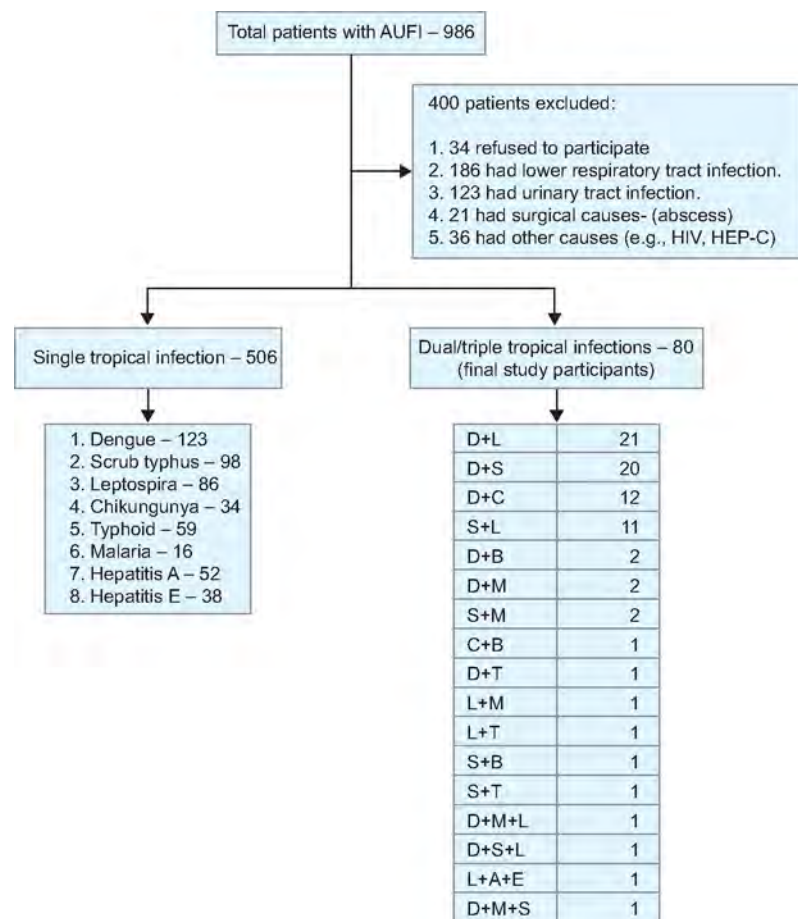 Total patients with AUFI – 986
400 patients excluded:
1. 34 refused to participate
2. 186 had lower respiratory tract infection.
3. 123 had urinary tract infection.
4. 21 had surgical causes- (abscess)
5. 36 had other causes (e.g., HIV, HEP-C)
Single tropical infection – 506
Dual/triple tropical infections – 80
(final study participants)
1. Dengue – 123
2. Scrub typhus – 98
3. Leptospira – 86
4. Chikungunya – 34
5. Typhoid – 59
6. Malaria – 16
7. Hepatitis A – 52
8. Hepatitis E – 38
D+L 21
D+S 20
D+C 12
S+L 11
D+B 2
D+M 2
S+M 2
C+B 1
D+T 1
L+M 1
L+T 1
S+B 1
S+T 1
D+M+L 1
D+S+L 1
L+A+E 1
D+M+S 1